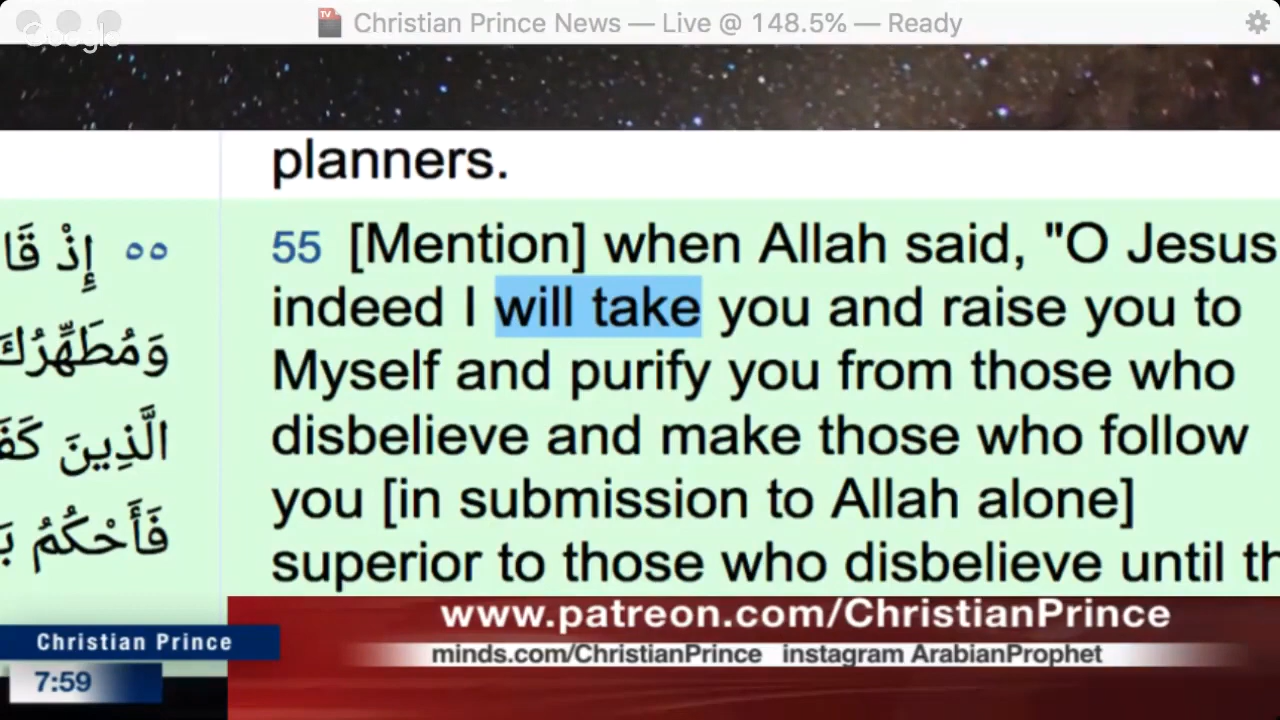 Christian Prince News — Live @ 148.5% — Ready
Google
planners.
55 [Mention] when Allah said, "O Jesus
indeed I will take you and raise you to
Myself and purify you from those who
disbelieve and make those who follow
you [in submission to Allah alone]
superior to those who disbelieve until th
٥٥ إِذْ قَا
وَمُطَهِّرُكَ
الَّذِينَ كَفَ
فَأَحْكُمُ بَ
www.patreon.com/ChristianPrince
minds.com/ChristianPrince instagram ArabianProphet
Christian Prince
7:59